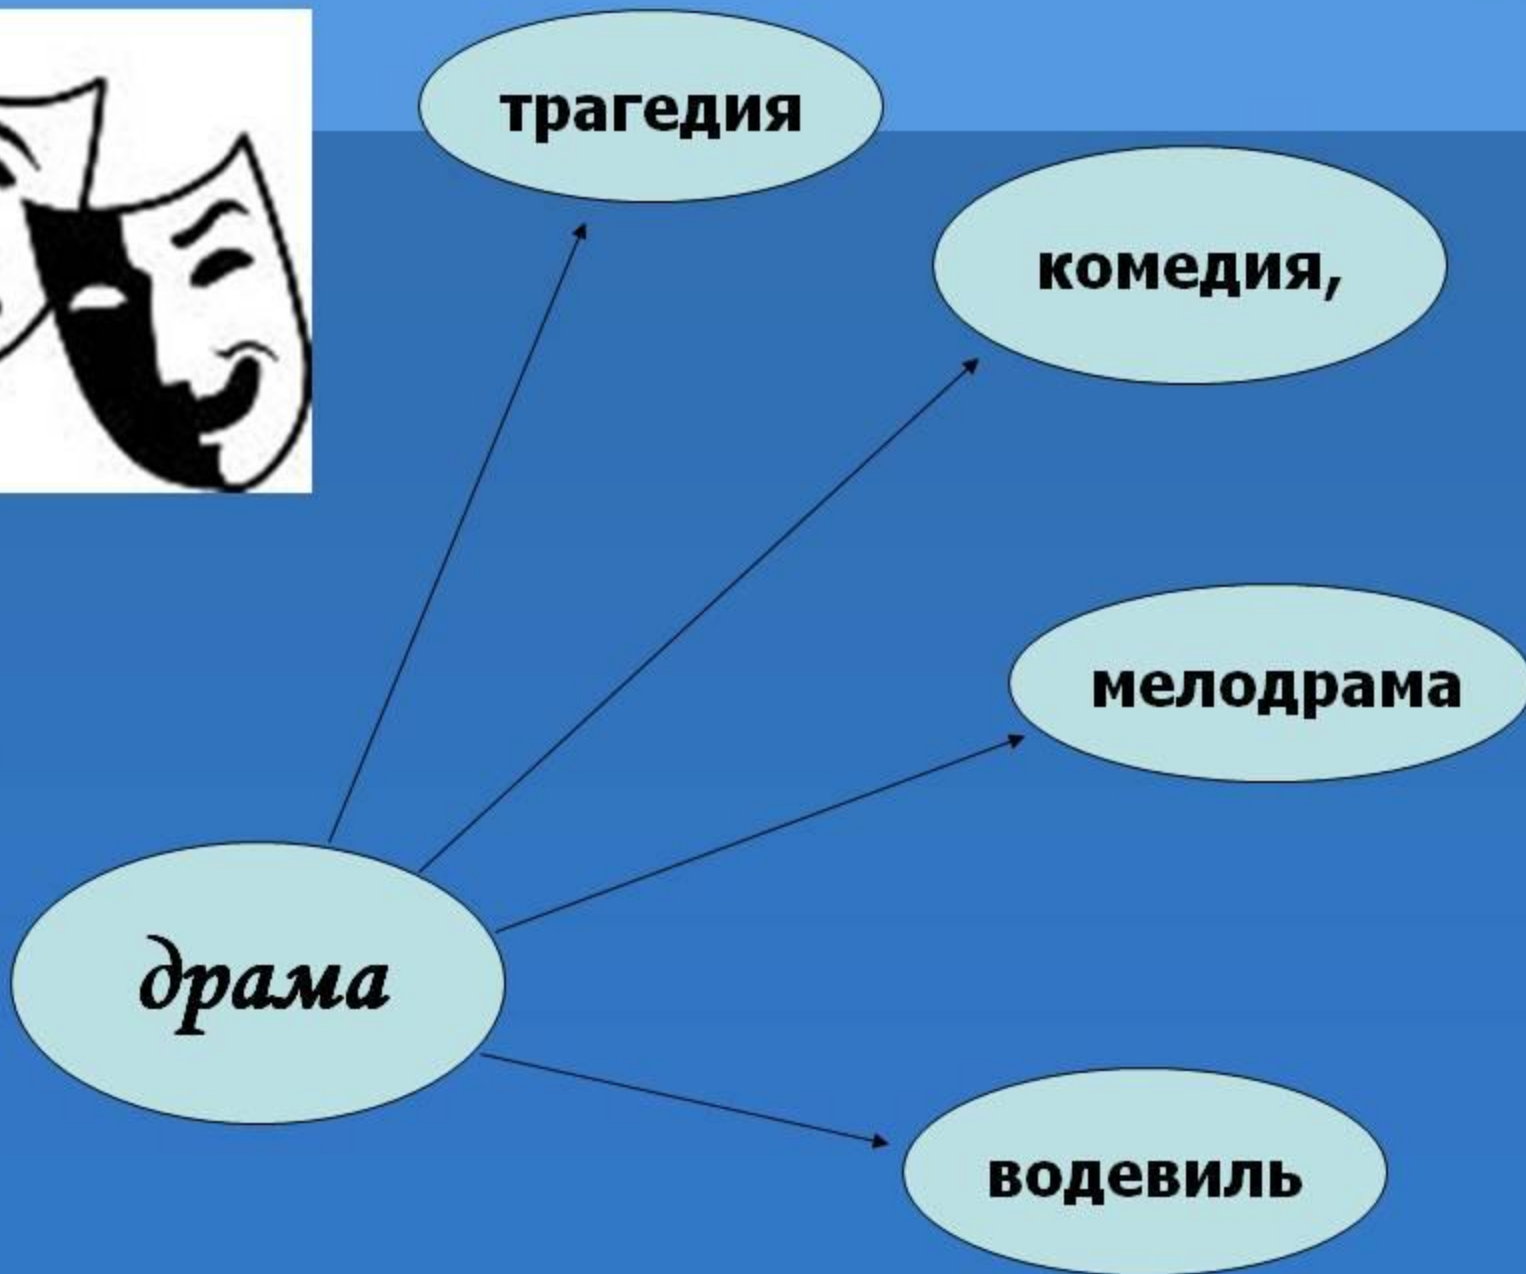 трагедия
комедия,
мелодрама
драма
водевиль